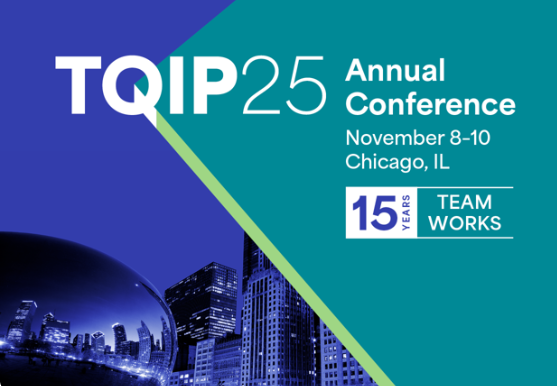 TQIP25
Annual
Conference
November 8–10
Chicago, IL
15 YEARS
TEAM
WORKS